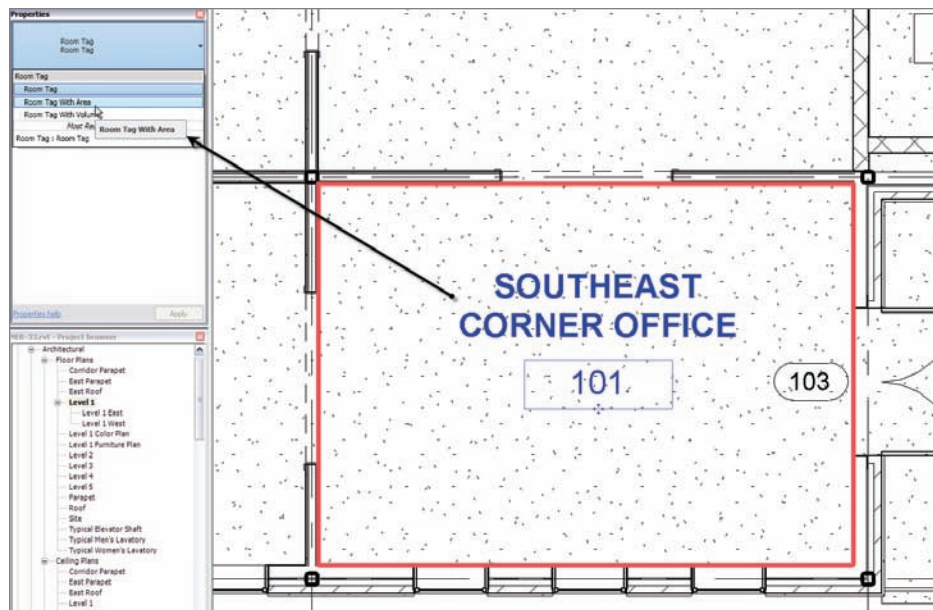 Properties
Room Tag
Room Tag
Room Tag
Room Tag
Room Tag With Area
Room Tag With Volume
Most Re
Room Tag With Area
Room Tag : Room Tag
Properties help
Apply
Project browser
Architectural
Floor Plans
Corridor Parapet
East Parapet
East Roof
Level 1
Level 1 East
Level 1 West
Level 1 Color Plan
Level 1 Furniture Plan
Level 2
Level 3
Level 4
Level 5
Parapet
Roof
Site
Typical Elevator Shaft
Typical Men's Lavatory
Typical Women's Lavatory
Ceiling Plans
Corridor Parapet
East Parapet
East Roof
Level 1
SOUTHEAST
CORNER OFFICE
101
103